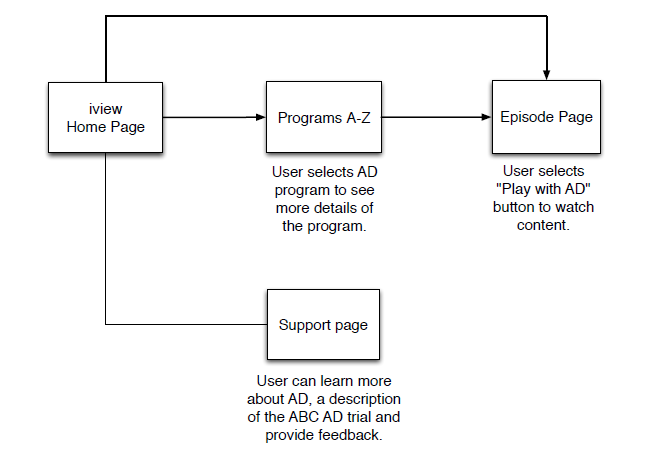 iview
Home Page
Programs A-Z
Episode Page
User selects AD
program to see
more details of
the program.
User selects
"Play with AD"
button to watch
content.
Support page
User can learn more
about AD, a description
of the ABC AD trial and
provide feedback.